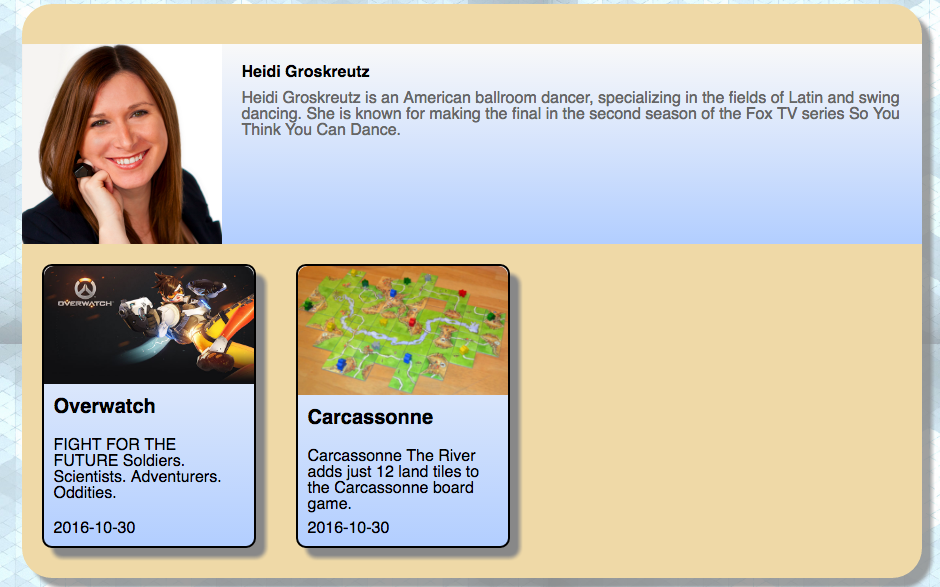 Heidi Groskreutz
Heidi Groskreutz is an American ballroom dancer, specializing in the fields of Latin and swing
dancing. She is known for making the final in the second season of the Fox TV series So You
Think You Can Dance.
OVERWATCH
Overwatch
FIGHT FOR THE
FUTURE Soldiers.
Scientists. Adventurers.
Oddities.
2016-10-30
Carcassonne
Carcassonne The River
adds just 12 land tiles to
the Carcassonne board
game.
2016-10-30